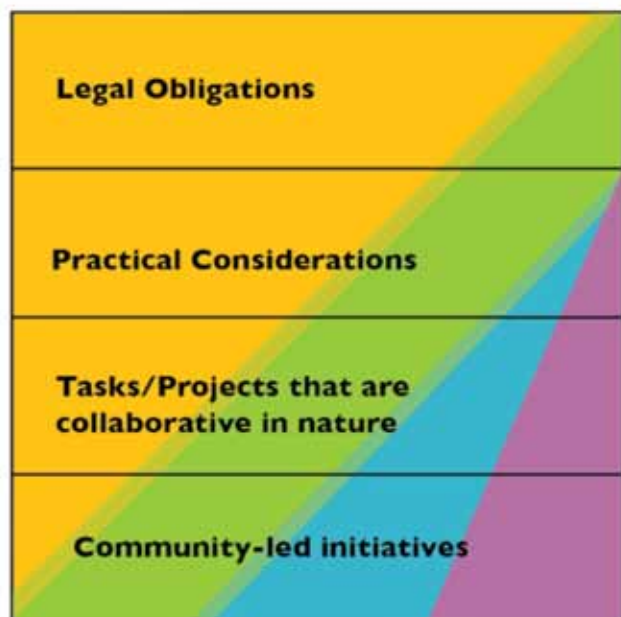 Legal Obligations
Practical Considerations
Tasks/Projects that are
collaborative in nature
Community-led initiatives